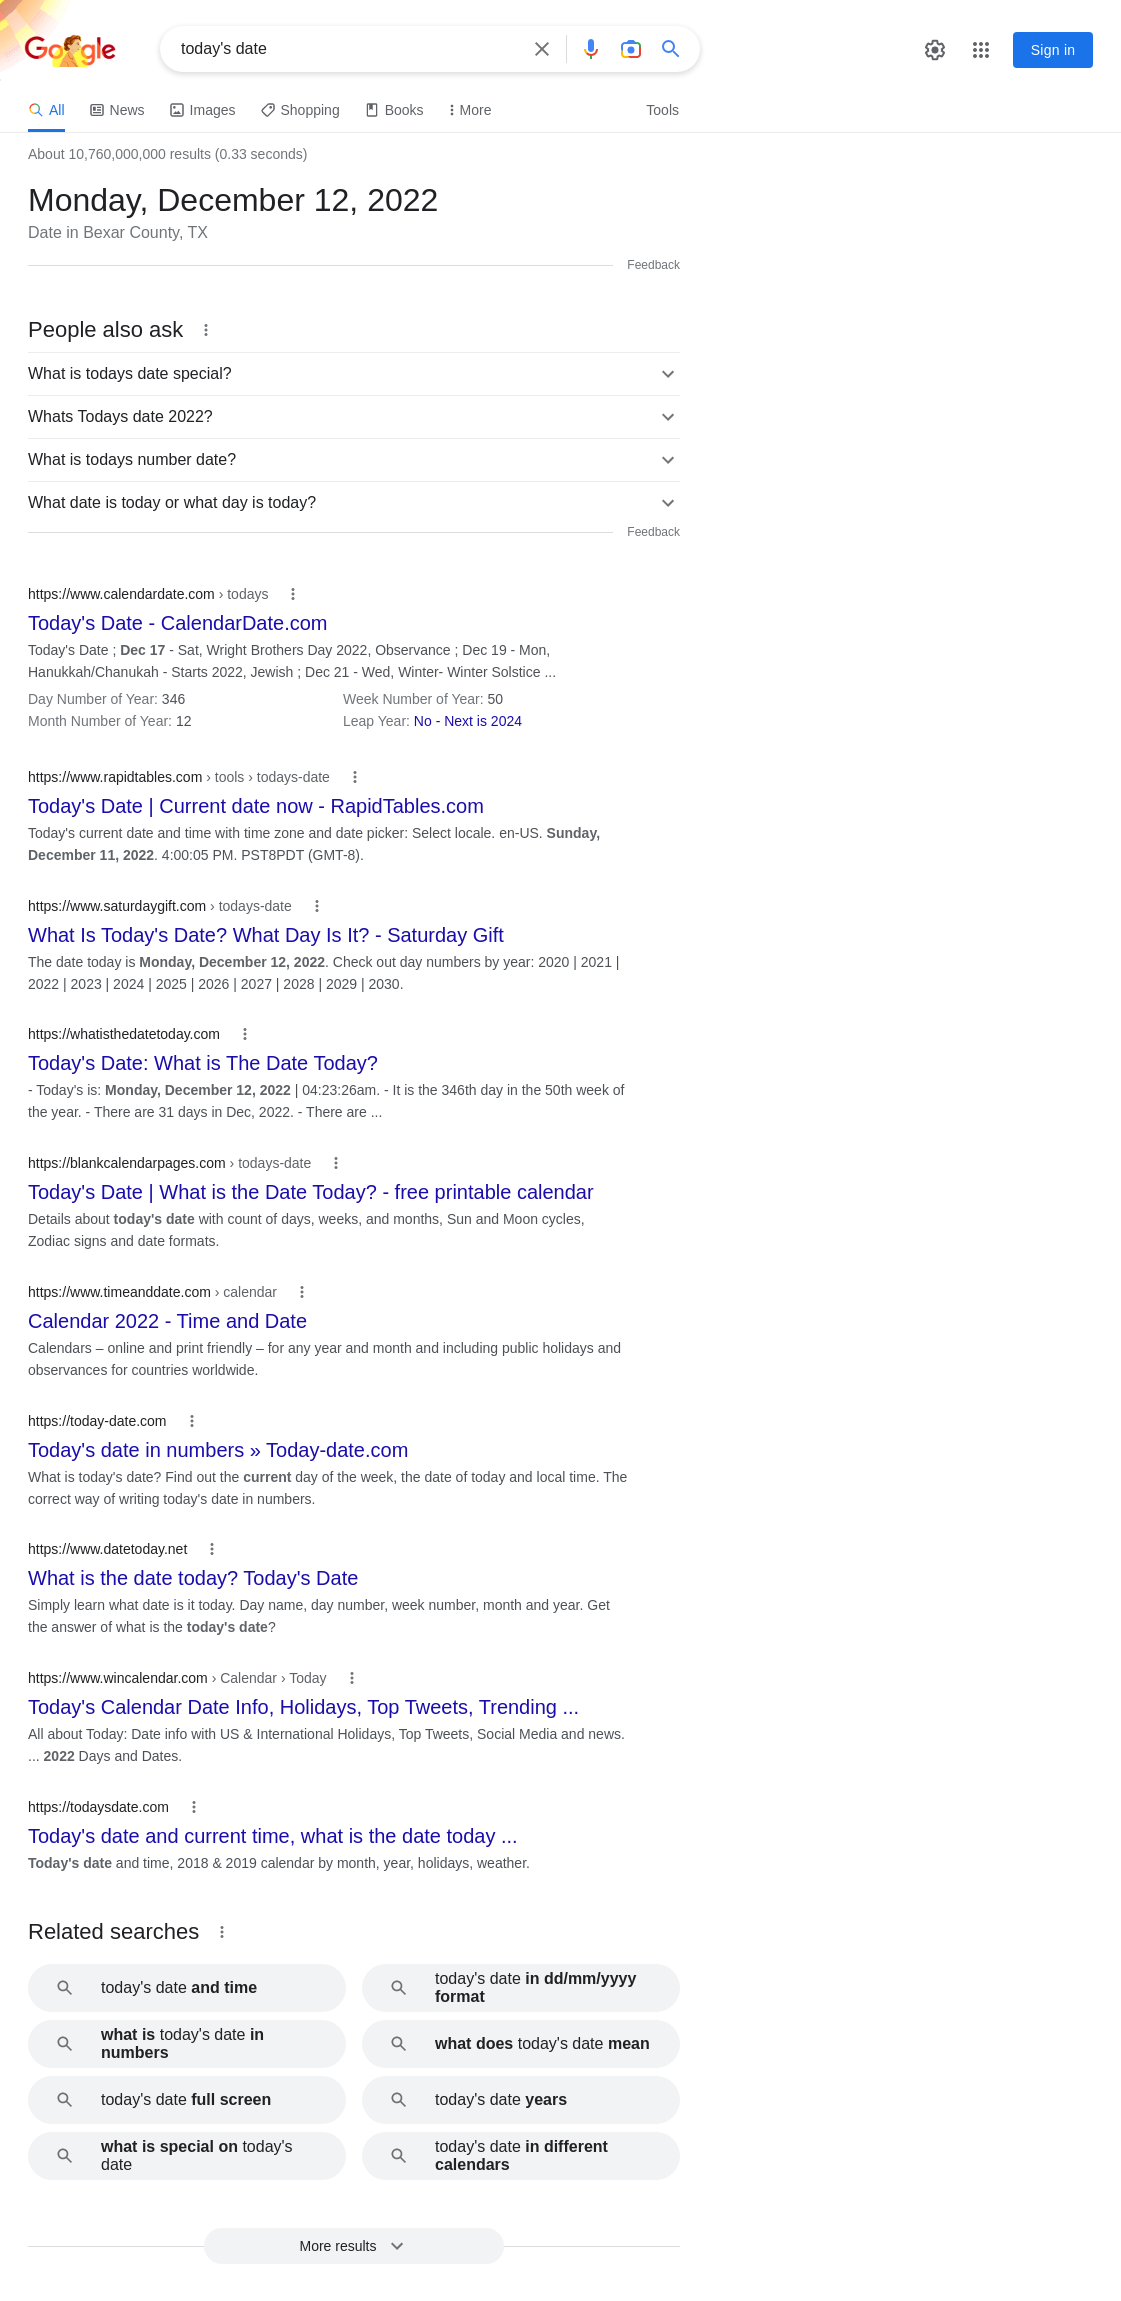 Google
today's date
Sign in
All
News
Images
Shopping
Books
More
Tools
About 10,760,000,000 results (0.33 seconds)
Monday, December 12, 2022
Date in Bexar County, TX
Feedback
People also ask
What is todays date special?
Whats Todays date 2022?
What is todays number date?
What date is today or what day is today?
Feedback
https://www.calendardate.com › todays
Today's Date - CalendarDate.com
Today's Date ; Dec 17 - Sat, Wright Brothers Day 2022, Observance ; Dec 19 - Mon,
Hanukkah/Chanukah - Starts 2022, Jewish ; Dec 21 - Wed, Winter- Winter Solstice ...
Day Number of Year: 346
Week Number of Year: 50
Month Number of Year: 12
Leap Year: No - Next is 2024
https://www.rapidtables.com › tools › todays-date
Today's Date | Current date now - RapidTables.com
Today's current date and time with time zone and date picker: Select locale. en-US. Sunday,
December 11, 2022. 4:00:05 PM. PST8PDT (GMT-8).
https://www.saturdaygift.com › todays-date
What Is Today's Date? What Day Is It? - Saturday Gift
The date today is Monday, December 12, 2022. Check out day numbers by year: 2020 | 2021 |
2022 | 2023 | 2024 | 2025 | 2026 | 2027 | 2028 | 2029 | 2030.
https://whatisthedatetoday.com
Today's Date: What is The Date Today?
- Today's is: Monday, December 12, 2022 | 04:23:26am. - It is the 346th day in the 50th week of
the year. - There are 31 days in Dec, 2022. - There are ...
https://blankcalendarpages.com › todays-date
Today's Date | What is the Date Today? - free printable calendar
Details about today's date with count of days, weeks, and months, Sun and Moon cycles,
Zodiac signs and date formats.
https://www.timeanddate.com › calendar
Calendar 2022 - Time and Date
Calendars – online and print friendly – for any year and month and including public holidays and
observances for countries worldwide.
https://today-date.com
Today's date in numbers » Today-date.com
What is today's date? Find out the current day of the week, the date of today and local time. The
correct way of writing today's date in numbers.
https://www.datetoday.net
What is the date today? Today's Date
Simply learn what date is it today. Day name, day number, week number, month and year. Get
the answer of what is the today's date?
https://www.wincalendar.com › Calendar › Today
Today's Calendar Date Info, Holidays, Top Tweets, Trending ...
All about Today: Date info with US & International Holidays, Top Tweets, Social Media and news.
... 2022 Days and Dates.
https://todaysdate.com
Today's date and current time, what is the date today ...
Today's date and time, 2018 & 2019 calendar by month, year, holidays, weather.
Related searches
today's date and time
today's date in dd/mm/yyyy
format
what is today's date in
numbers
what does today's date mean
today's date full screen
today's date years
what is special on today's
date
today's date in different
calendars
More results